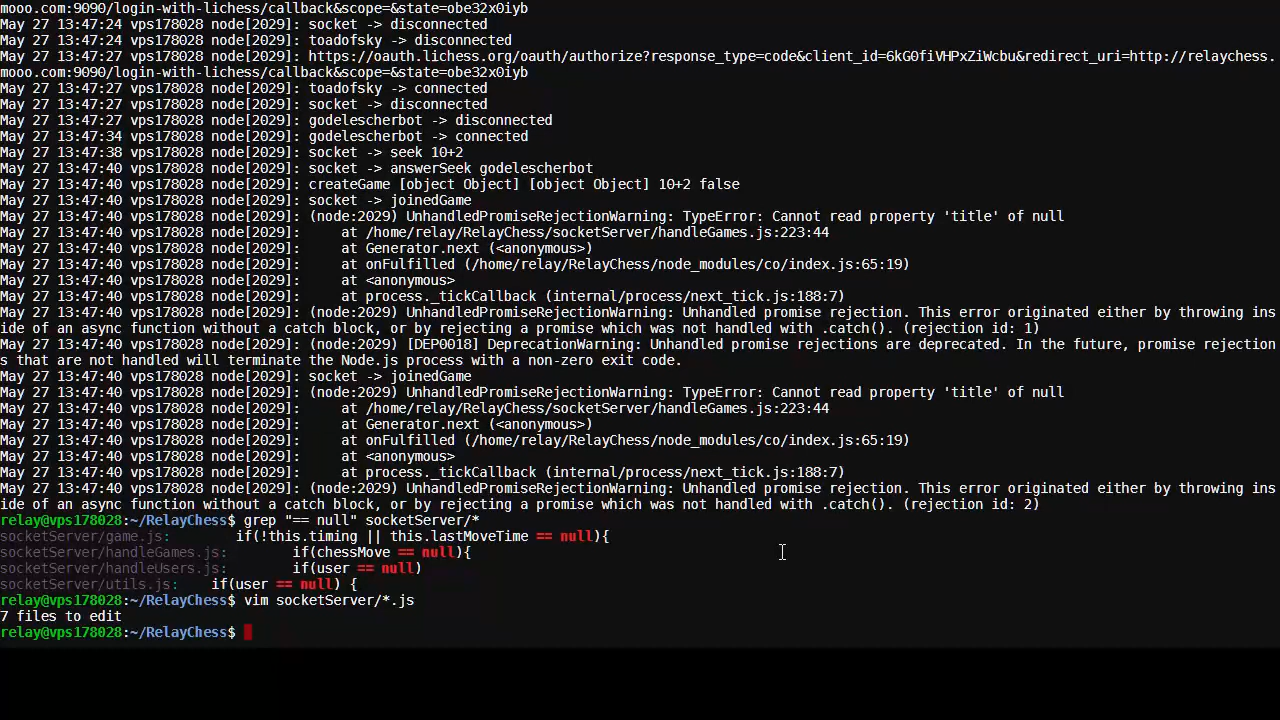 mooo.com:9090/login-with-lichess/callback&scope=&state=obe32x0iyb
May 27 13:47:24 vps178028 node[2029]: socket -> disconnected
May 27 13:47:24 vps178028 node[2029]: toadofsky -> disconnected
May 27 13:47:27 vps178028 node[2029]: https://oauth.lichess.org/oauth/authorize?response_type=code&client_id=6kG0fiVHPxZiWcbu&redirect_uri=http://relaychess.
mooo.com:9090/login-with-lichess/callback&scope=&state=obe32x0iyb
May 27 13:47:27 vps178028 node[2029]: toadofsky -> connected
May 27 13:47:27 vps178028 node[2029]: socket -> disconnected
May 27 13:47:27 vps178028 node[2029]: godelescherbot -> disconnected
May 27 13:47:34 vps178028 node[2029]: godelescherbot -> connected
May 27 13:47:38 vps178028 node[2029]: socket -> seek 10+2
May 27 13:47:40 vps178028 node[2029]: socket -> answerSeek godelescherbot
May 27 13:47:40 vps178028 node[2029]: createGame [object Object] [object Object] 10+2 false
May 27 13:47:40 vps178028 node[2029]: socket -> joinedGame
May 27 13:47:40 vps178028 node[2029]: (node:2029) UnhandledPromiseRejectionWarning: TypeError: Cannot read property 'title' of null
May 27 13:47:40 vps178028 node[2029]:     at /home/relay/RelayChess/socketServer/handleGames.js:223:44
May 27 13:47:40 vps178028 node[2029]:     at Generator.next (<anonymous>)
May 27 13:47:40 vps178028 node[2029]:     at onFulfilled (/home/relay/RelayChess/node_modules/co/index.js:65:19)
May 27 13:47:40 vps178028 node[2029]:     at <anonymous>
May 27 13:47:40 vps178028 node[2029]:     at process._tickCallback (internal/process/next_tick.js:188:7)
May 27 13:47:40 vps178028 node[2029]: (node:2029) UnhandledPromiseRejectionWarning: Unhandled promise rejection. This error originated either by throwing ins
ide of an async function without a catch block, or by rejecting a promise which was not handled with .catch(). (rejection id: 1)
May 27 13:47:40 vps178028 node[2029]: (node:2029) [DEP0018] DeprecationWarning: Unhandled promise rejections are deprecated. In the future, promise rejection
s that are not handled will terminate the Node.js process with a non-zero exit code.
May 27 13:47:40 vps178028 node[2029]: socket -> joinedGame
May 27 13:47:40 vps178028 node[2029]: (node:2029) UnhandledPromiseRejectionWarning: TypeError: Cannot read property 'title' of null
May 27 13:47:40 vps178028 node[2029]:     at /home/relay/RelayChess/socketServer/handleGames.js:223:44
May 27 13:47:40 vps178028 node[2029]:     at Generator.next (<anonymous>)
May 27 13:47:40 vps178028 node[2029]:     at onFulfilled (/home/relay/RelayChess/node_modules/co/index.js:65:19)
May 27 13:47:40 vps178028 node[2029]:     at <anonymous>
May 27 13:47:40 vps178028 node[2029]:     at process._tickCallback (internal/process/next_tick.js:188:7)
May 27 13:47:40 vps178028 node[2029]: (node:2029) UnhandledPromiseRejectionWarning: Unhandled promise rejection. This error originated either by throwing ins
ide of an async function without a catch block, or by rejecting a promise which was not handled with .catch(). (rejection id: 2)
relay@vps178028:~/RelayChess$ grep "== null" socketServer/*
socketServer/game.js:        if(!this.timing || this.lastMoveTime == null){
socketServer/handleGames.js:        if(chessMove == null){
socketServer/handleUsers.js:        if(user == null)
socketServer/utils.js:    if(user == null) {
relay@vps178028:~/RelayChess$ vim socketServer/*.js
7 files to edit
relay@vps178028:~/RelayChess$